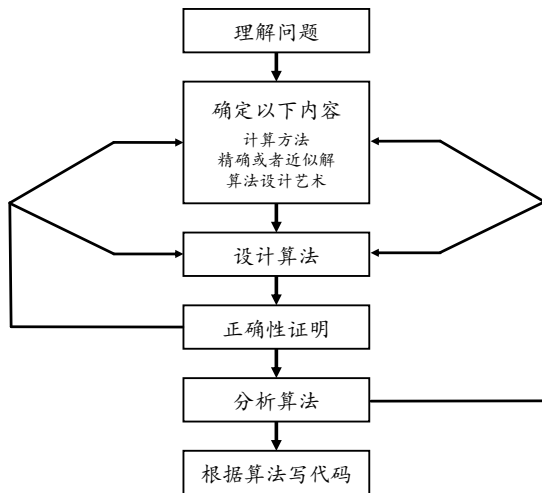 理解问题
确定以下内容
计算方法
精确或者近似解
算法设计艺术
设计算法
正确性证明
分析算法
根据算法写代码